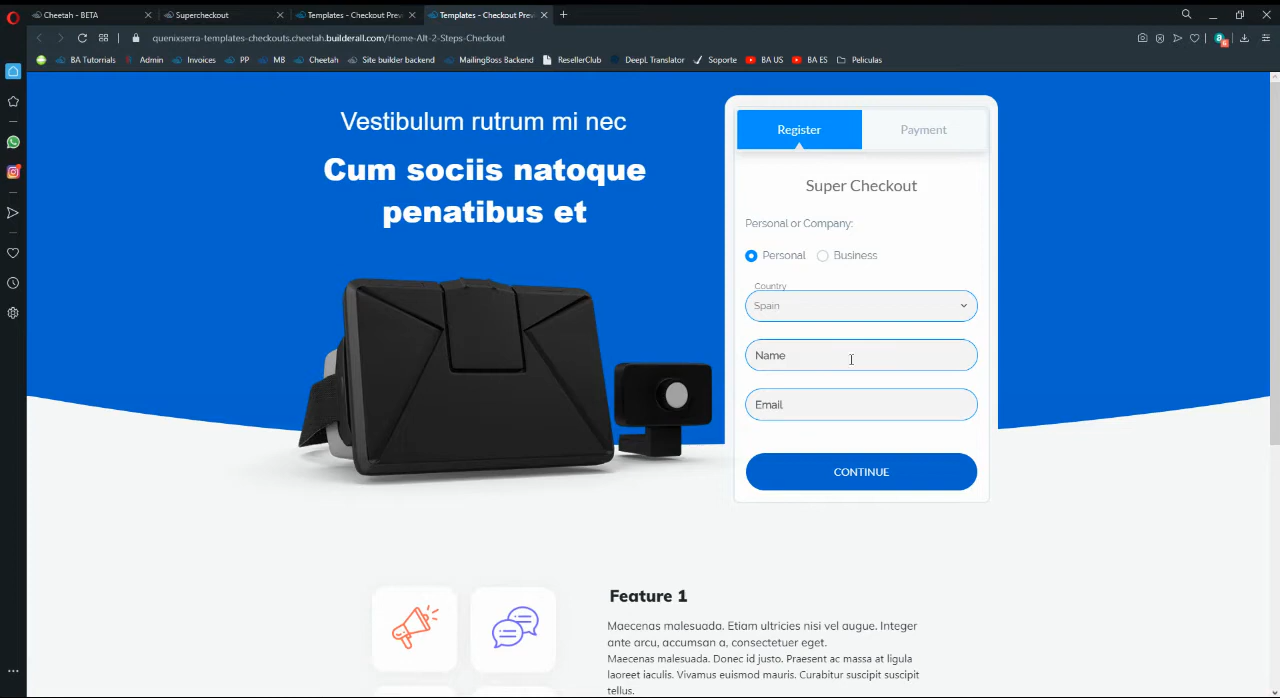 Cheetah - BETA
Supercheckout
Templates - Checkout Prev
Templates - Checkout Prev
quenixserra-templates-checkouts.cheetah.builderall.com/Home-Alt-2-Steps-Checkout
BA Tutorrials
Admin
Invoices
PP
MB
Cheetah
Site builder backend
MailingBoss Backend
ResellerClub
DeepL Translator
Soporte
BA US
BA ES
Peliculas
Vestibulum rutrum mi nec
Cum sociis natoque
penatibus et
Register
Payment
Super Checkout
Personal or Company:
Personal
Business
Country
Spain
Name
Email
CONTINUE
Feature 1
Maecenas malesuada. Etiam ultricies nisi vel augue. Integer
ante arcu, accumsan a, consectetuer eget.
Maecenas malesuada. Donec id justo. Praesent ac massa at ligula
laoreet iaculis. Vivamus euismod mauris. Curabitur suscipit suscipit
tellus.